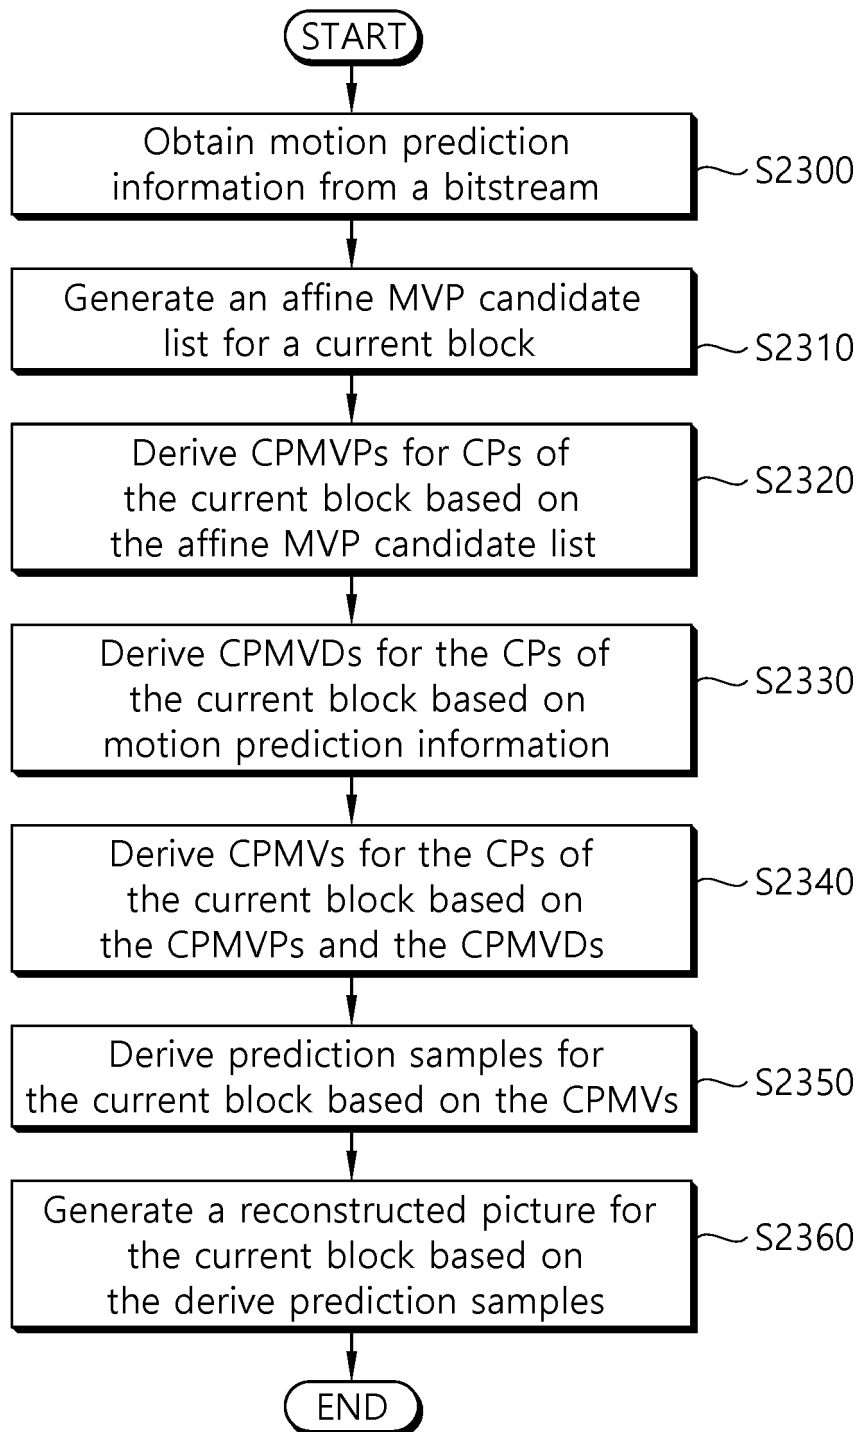 START
Obtain motion prediction
information from a bitstream
S2300
Generate an affine MVP candidate
list for a current block
S2310
Derive CPMVPs for CPs of
the current block based on
the affine MVP candidate list
S2320
Derive CPMVDs for the CPs of
the current block based on
motion prediction information
S2330
Derive CPMVs for the CPs of
the current block based on
the CPMVPs and the CPMVDs
S2340
Derive prediction samples for
the current block based on the CPMVs
S2350
Generate a reconstructed picture for
the current block based on
the derive prediction samples
S2360
END